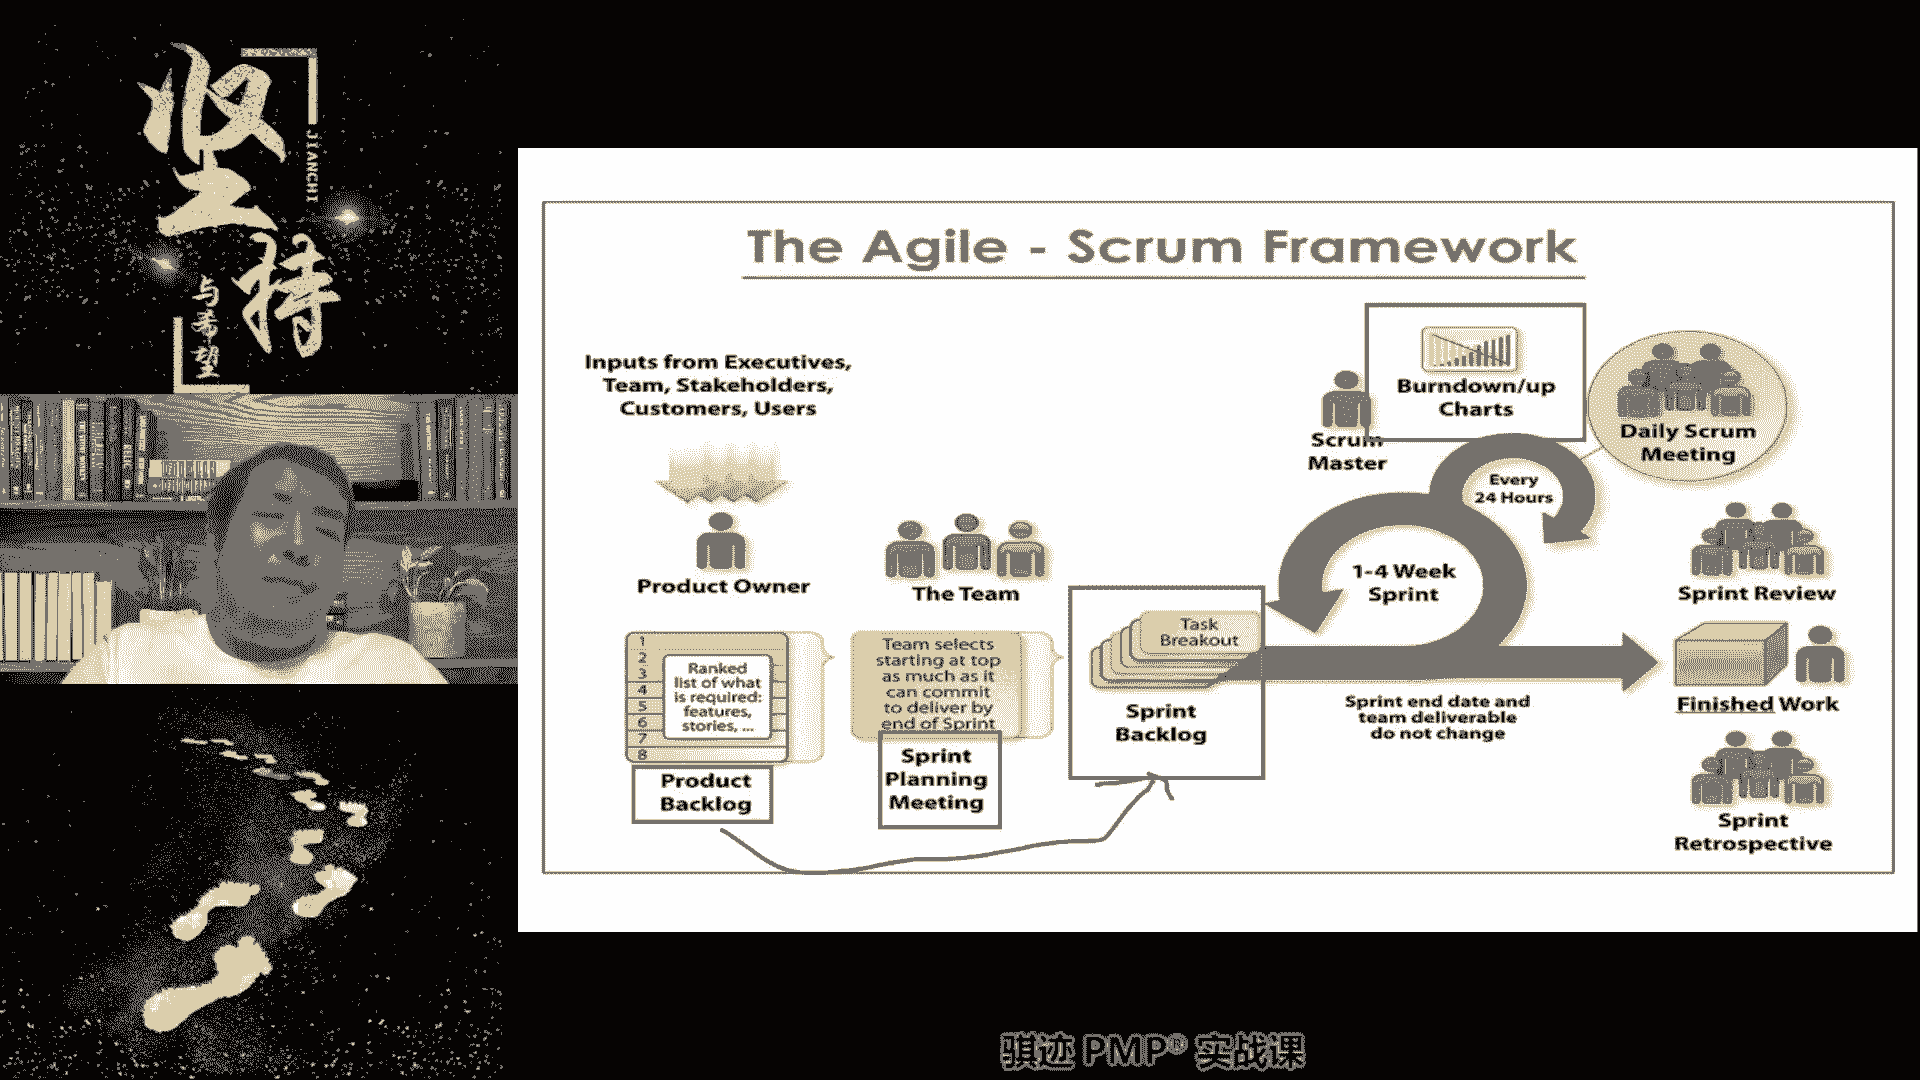 坚持
JIANCHI
与希望
The Agile - Scrum Framework
Inputs from Executives,
Team, Stakeholders,
Customers, Users
Product Owner
The Team
1
2
3
4
5
6
7
8
Ranked
list of what
is required:
features,
stories, ...
Product
Backlog
Team selects
starting at top
as much as it
can commit
to deliver by
end of Sprint
Sprint
Planning
Meeting
Task
Breakout
Sprint
Backlog
Scrum
Master
Burndown/up
Charts
Every
24 Hours
Daily Scrum
Meeting
1-4 Week
Sprint
Sprint end date and
team deliverable
do not change
Sprint Review
Finished Work
Sprint
Retrospective
骐迹 PMP® 实战课